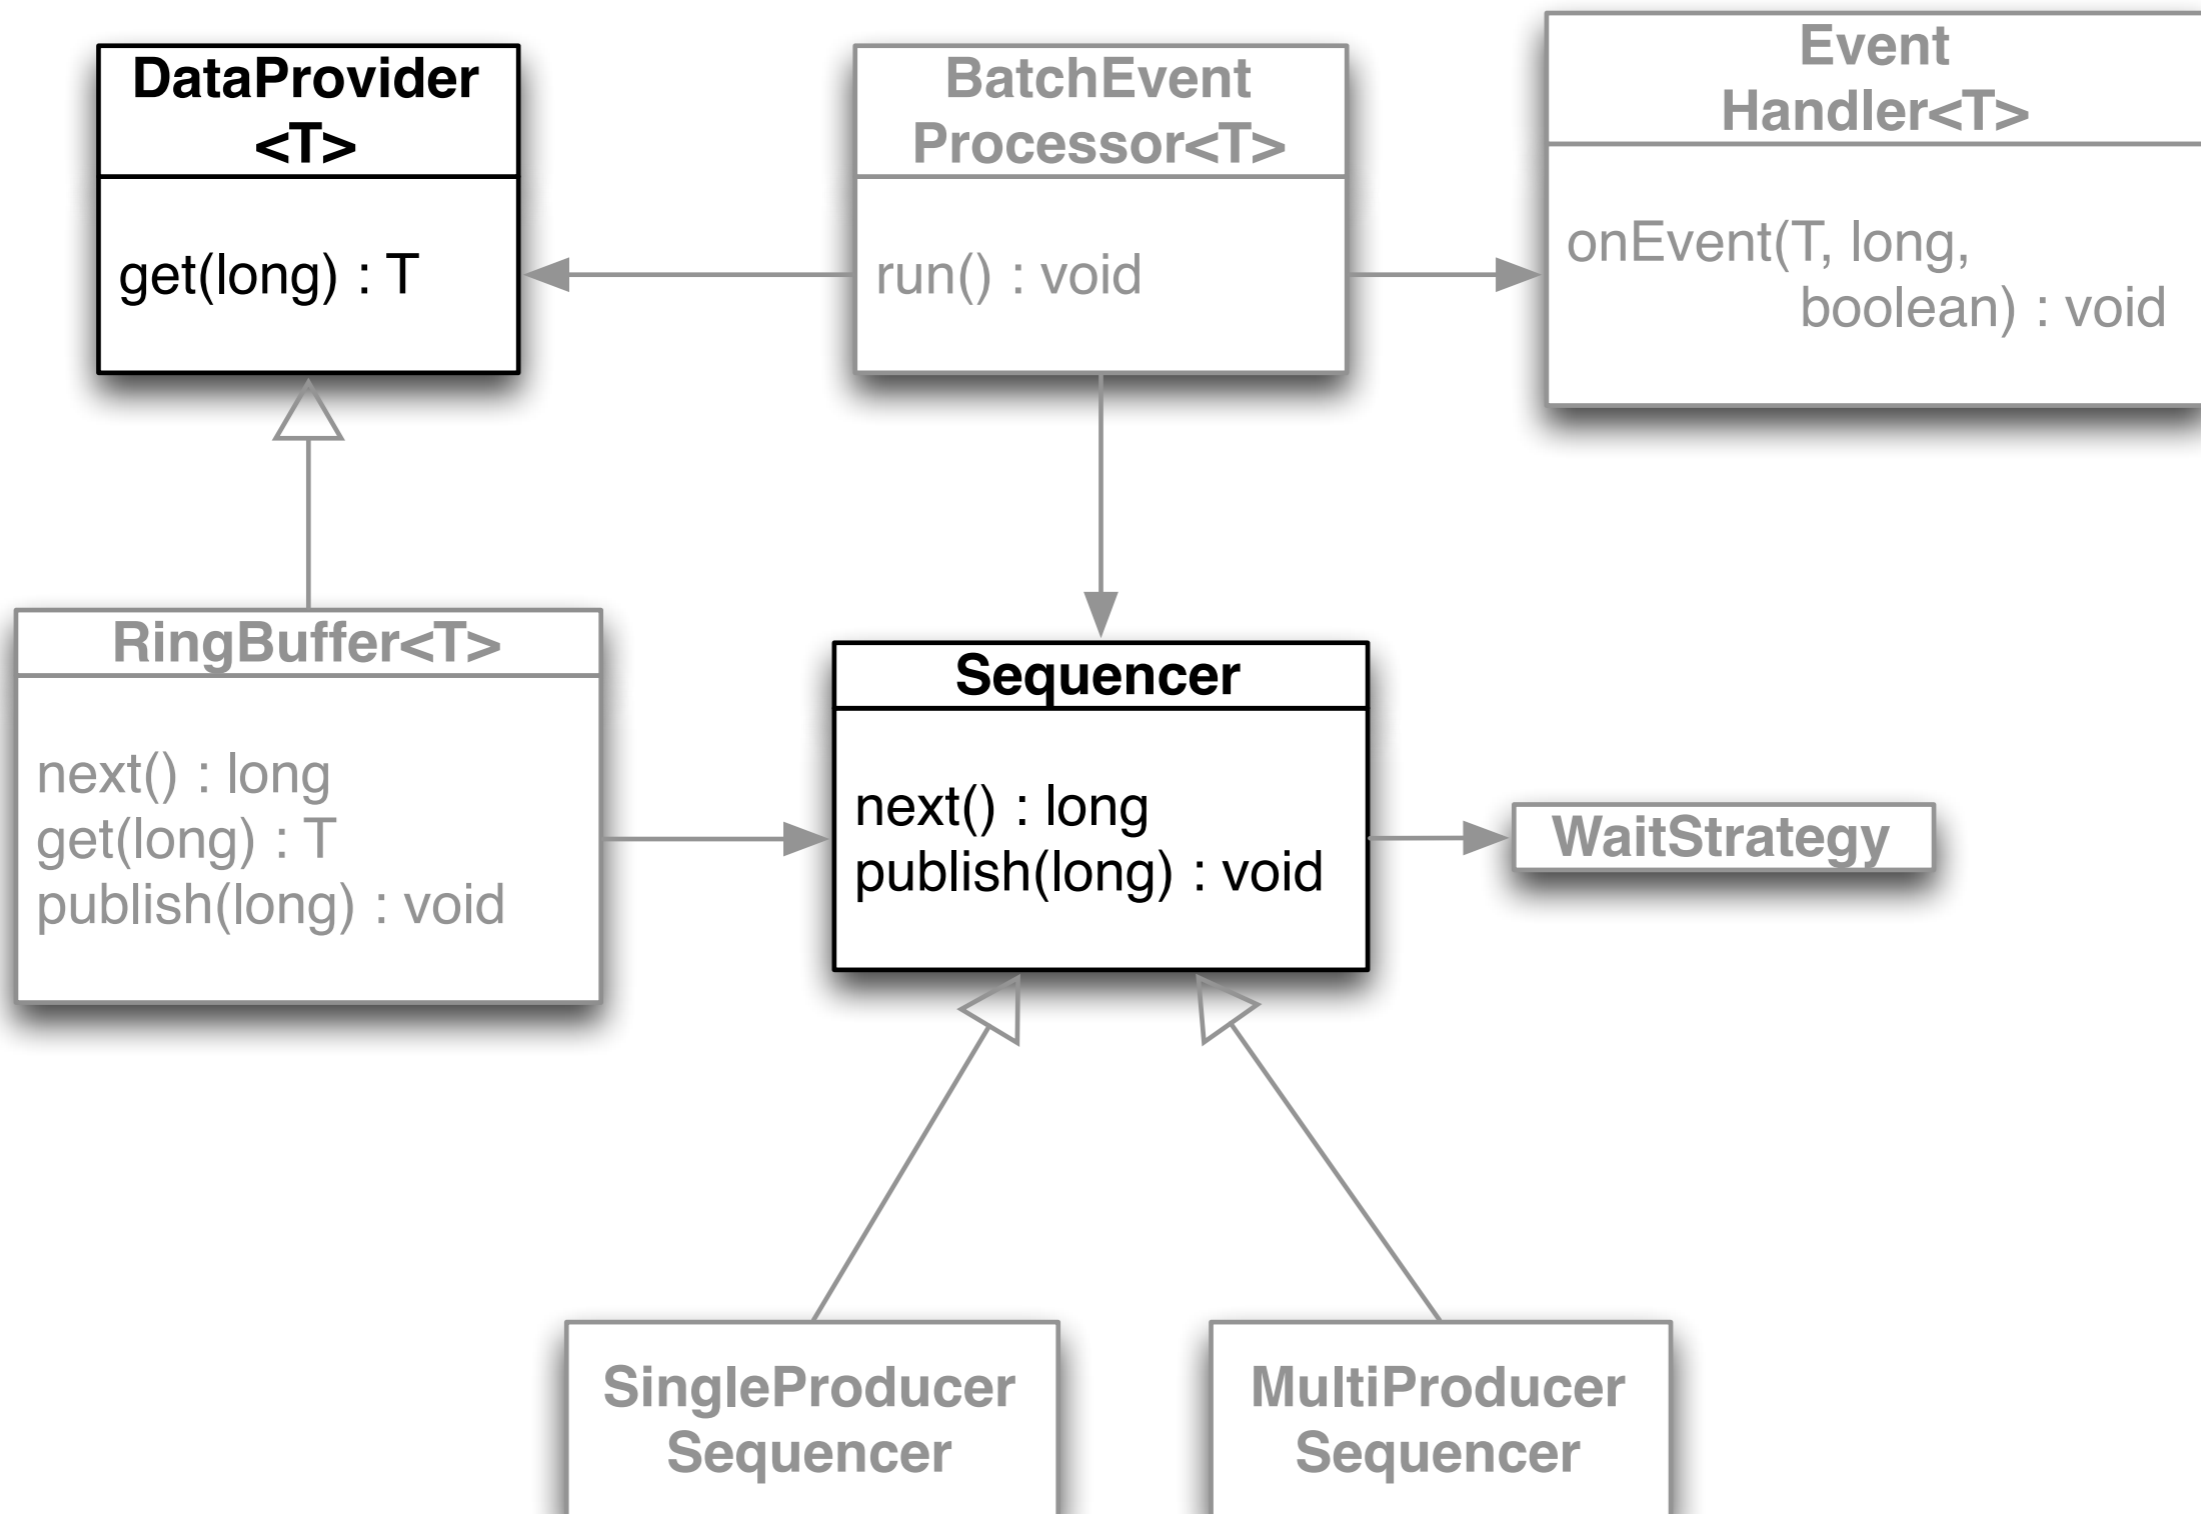 DataProvider
<T>
get(long) : T
BatchEvent
Processor<T>
run() : void
Event
Handler<T>
onEvent(T, long,
boolean) : void
RingBuffer<T>
next() : long
get(long) : T
publish(long) : void
Sequencer
next() : long
publish(long) : void
WaitStrategy
SingleProducer
Sequencer
MultiProducer
Sequencer